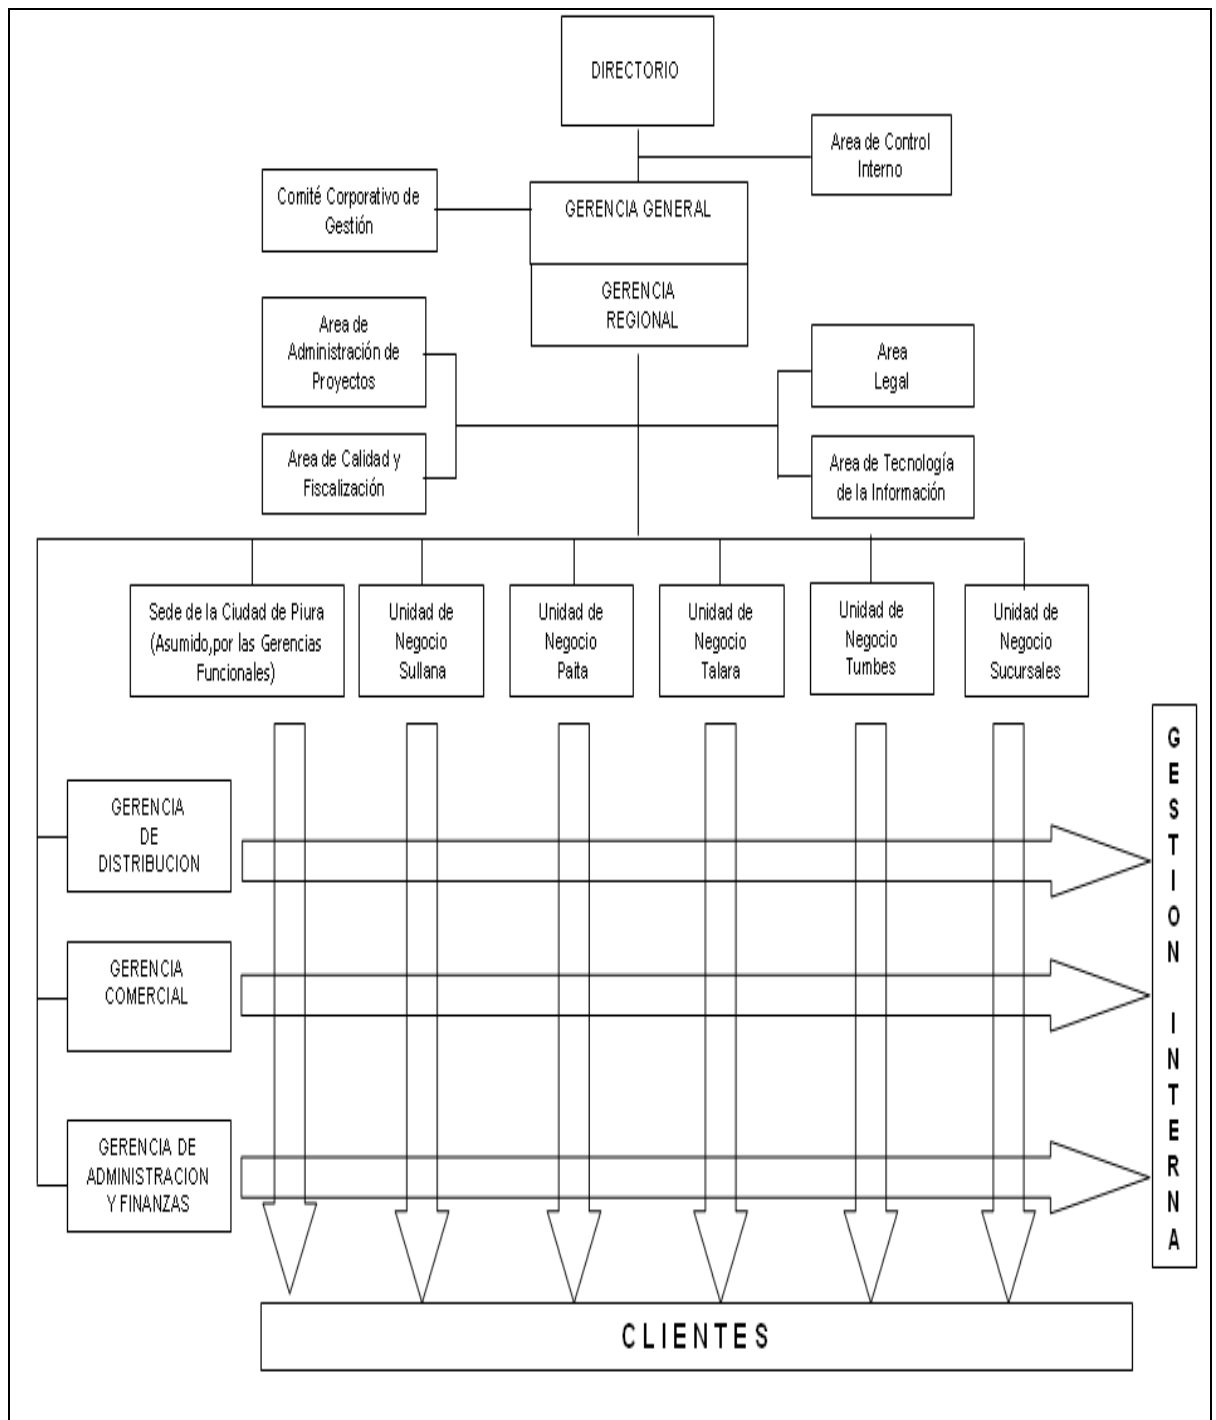 DIRECTORIO
Area de Control
Interno
Comité Corporativo de
Gestión
GERENCIA GENERAL
GERENCIA
REGIONAL
Area de
Administración de
Proyectos
Area
Legal
Area de Calidad y
Fiscalización
Area de Tecnología
de la Información
Sede de la Ciudad de Piura
(Asumido,por las Gerencias
Funcionales)
Unidad de
Negocio
Sullana
Unidad de
Negocio
Paita
Unidad de
Negocio
Talara
Unidad de
Negocio
Tumbes
Unidad de
Negocio
Sucursales
GERENCIA
DE
DISTRIBUCION
GERENCIA
COMERCIAL
GERENCIA DE
ADMINISTRACION
Y FINANZAS
GESTION INTERNA
CLIENTES